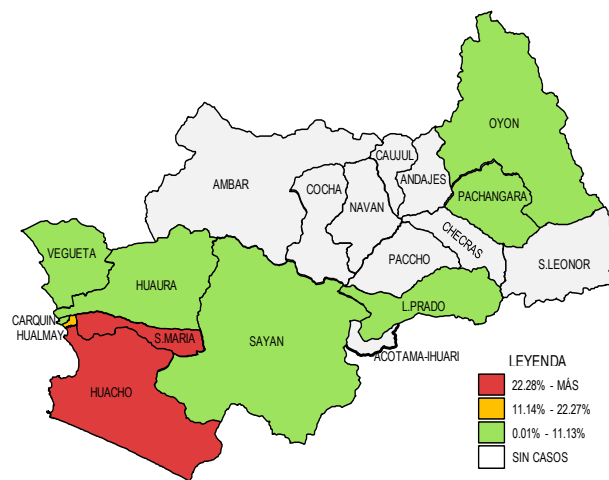 OYON
CAUJUL
ANDAJES
AMBAR
COCHA
NAVAN
PACHANGARA
CHECRAS
VEGUETA
PACCHO
S.LEONOR
HUAURA
L.PRADO
CARQUIN
HUALMAY
S.MARIA
SAYAN
ACOTAMA-IHUARI
HUACHO
LEYENDA
22.28% - MÁS
11.14% - 22.27%
0.01% - 11.13%
SIN CASOS